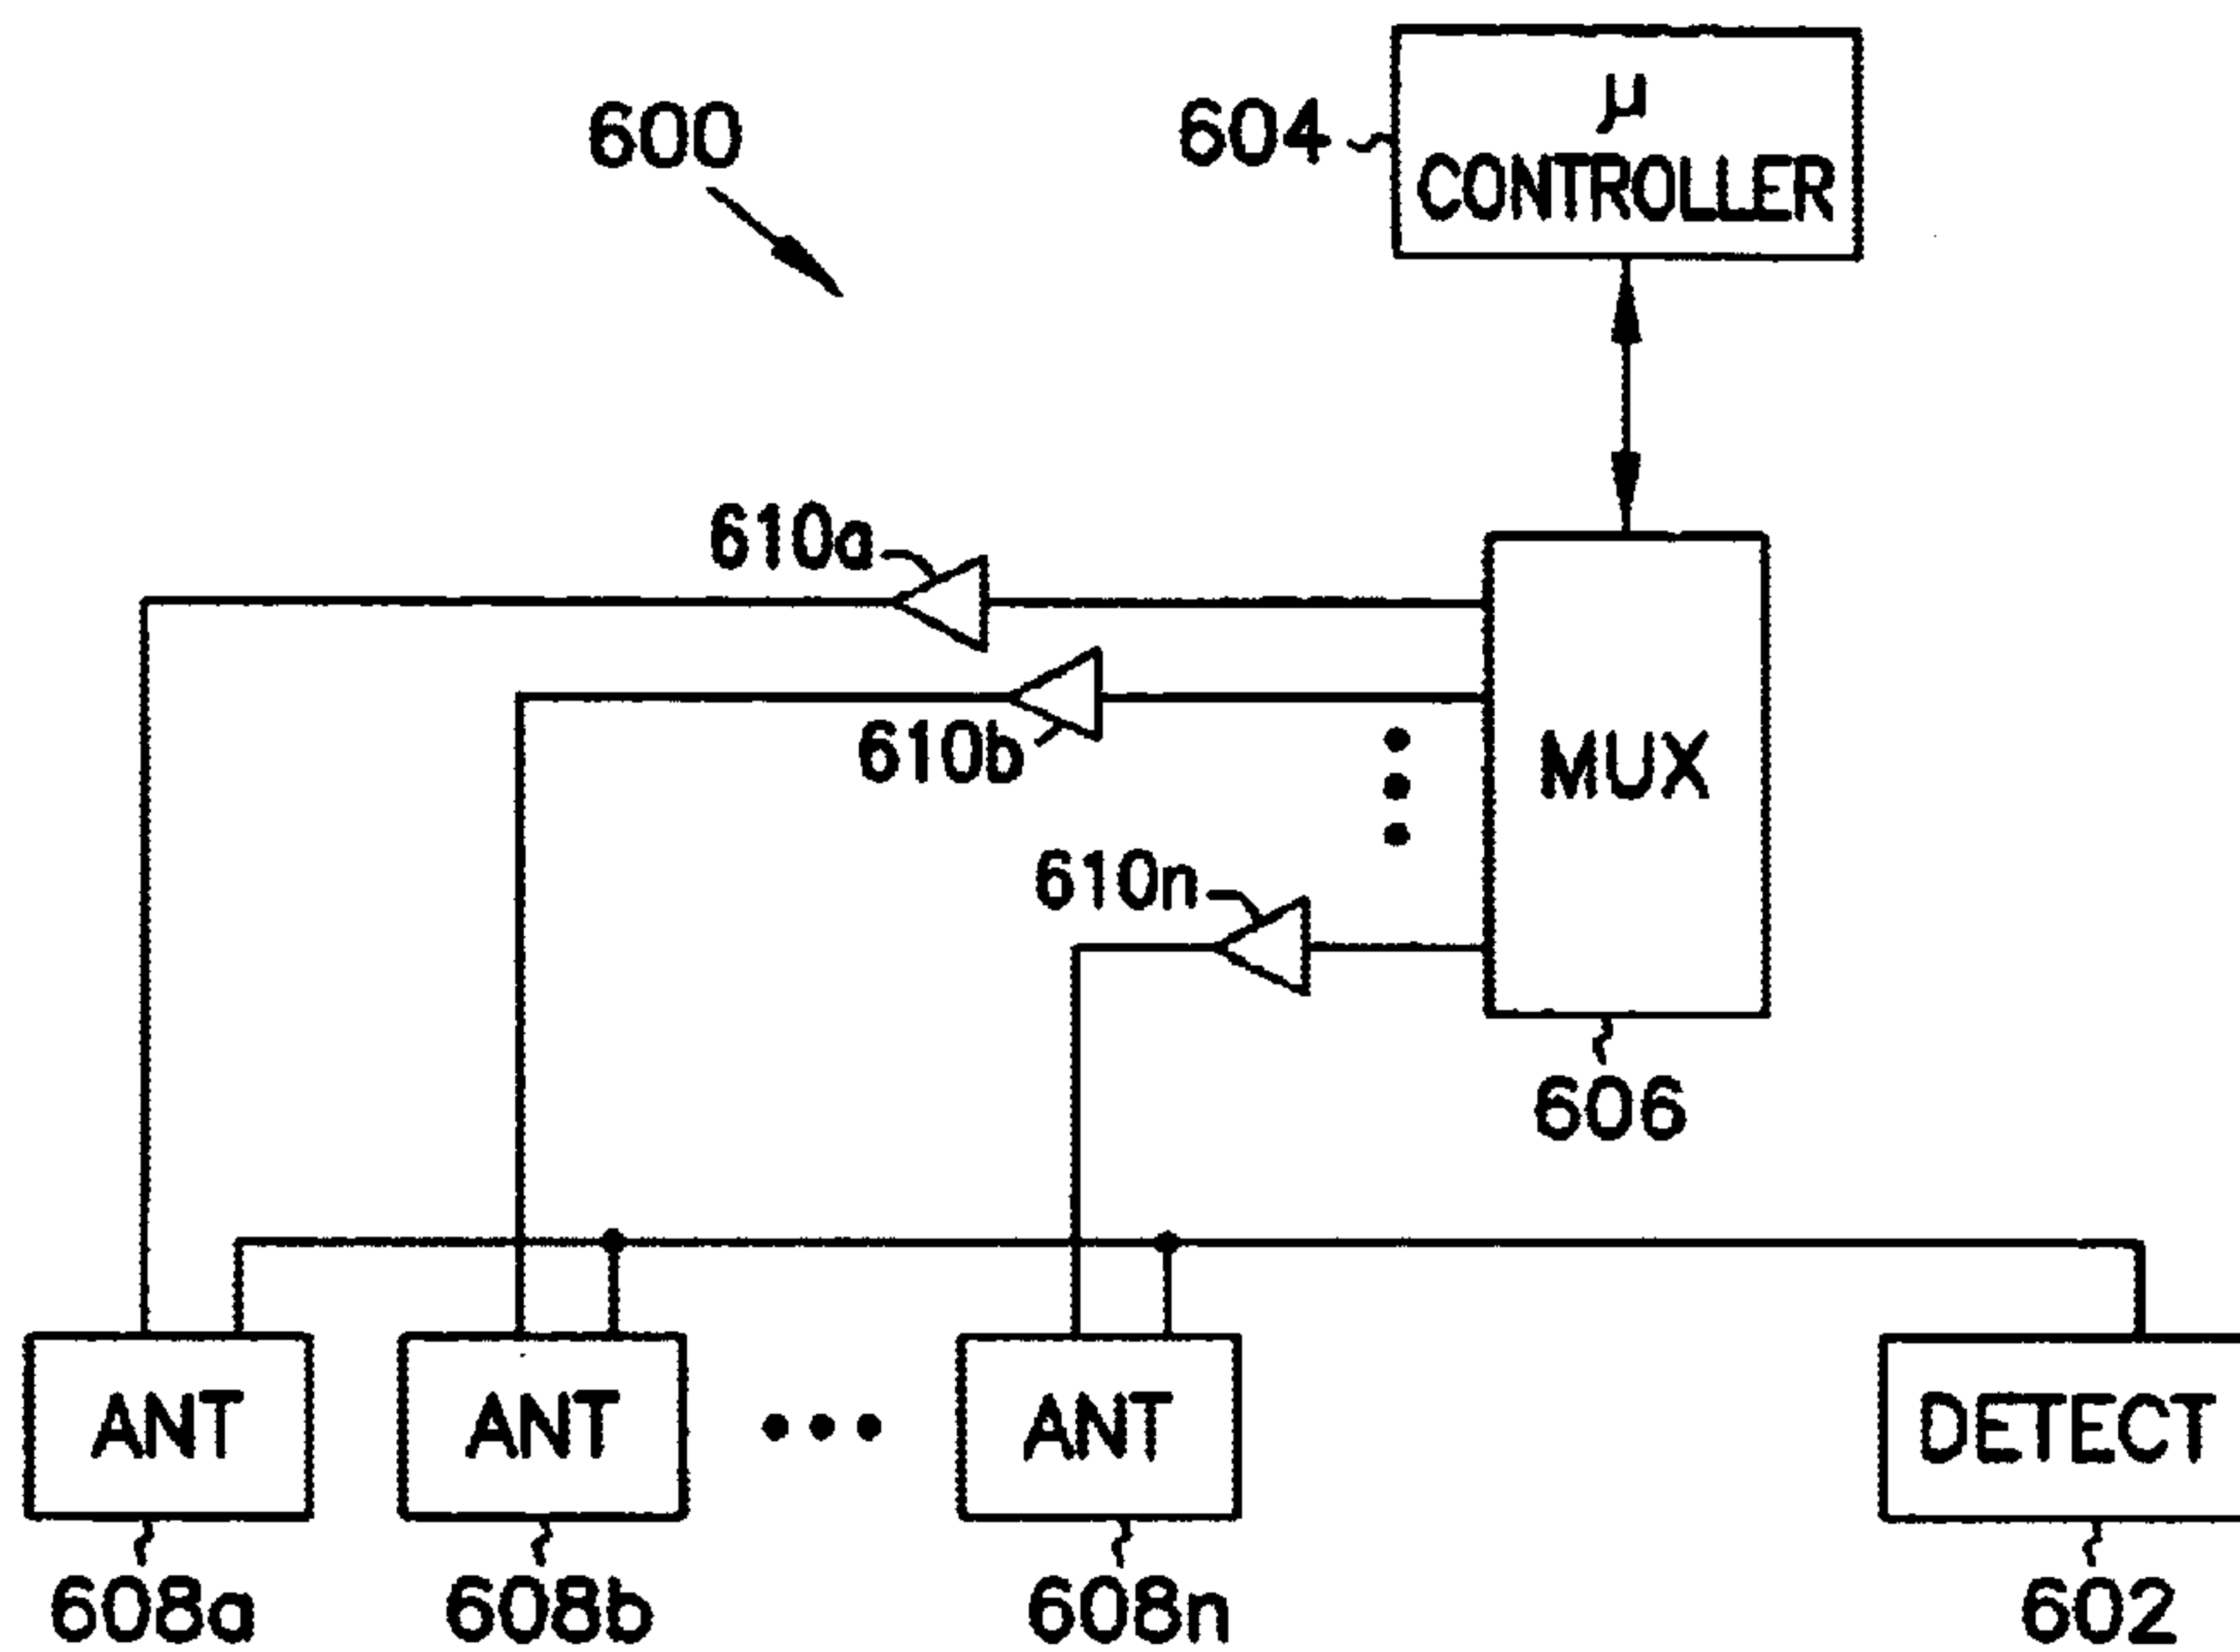 600
604
µ
CONTROLLER
610a
610b
MUX
610n
606
ANT
ANT
ANT
DETECT
608a
608b
608n
602